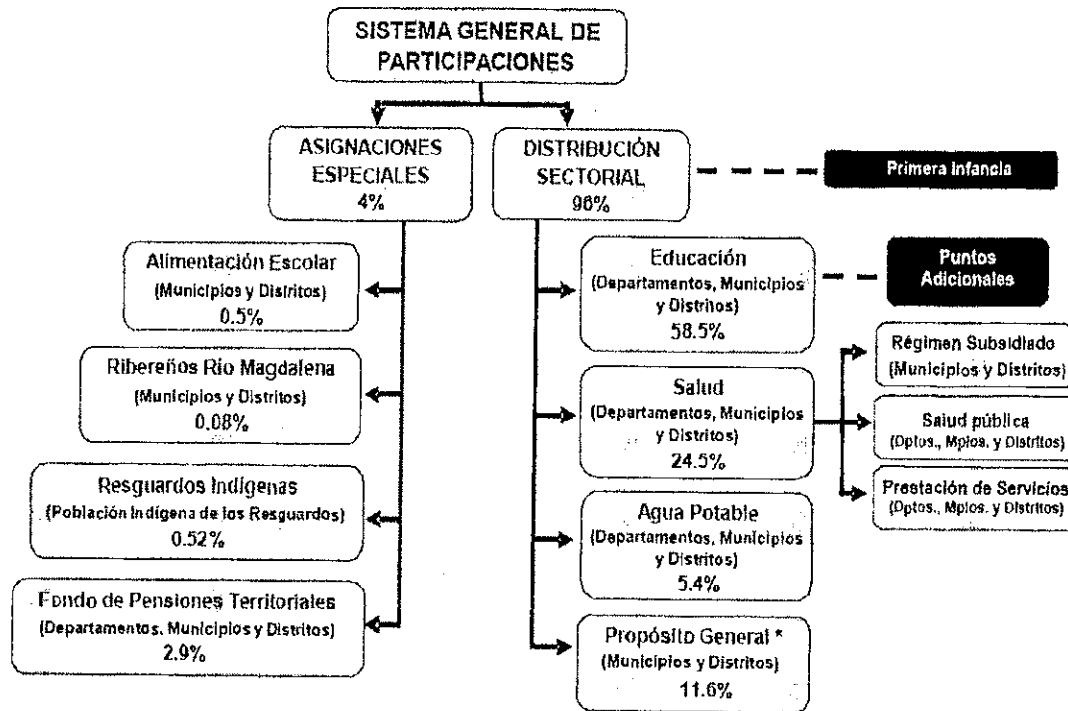 SISTEMA GENERAL DE
PARTICIPACIONES
ASIGNACIONES
ESPECIALES
4%
DISTRIBUCIÓN
SECTORIAL
96%
Primera Infancia
Alimentación Escolar
(Municipios y Distritos)
0.5%
Ribereños Río Magdalena
(Municipios y Distritos)
0.08%
Resguardos Indígenas
(Población Indígena de los Resguardos)
0.52%
Fondo de Pensiones Territoriales
(Departamentos, Municipios y Distritos)
2.9%
Educación
(Departamentos, Municipios
y Distritos)
58.5%
Puntos
Adicionales
Salud
(Departamentos, Municipios
y Distritos)
24.5%
Régimen Subsidiado
(Municipios y Distritos)
Salud pública
(Dptos., Mpios. y Distritos)
Prestación de Servicios
(Dptos., Mpios. y Distritos)
Agua Potable
(Departamentos, Municipios
y Distritos)
5.4%
Propósito General *
(Municipios y Distritos)
11.6%